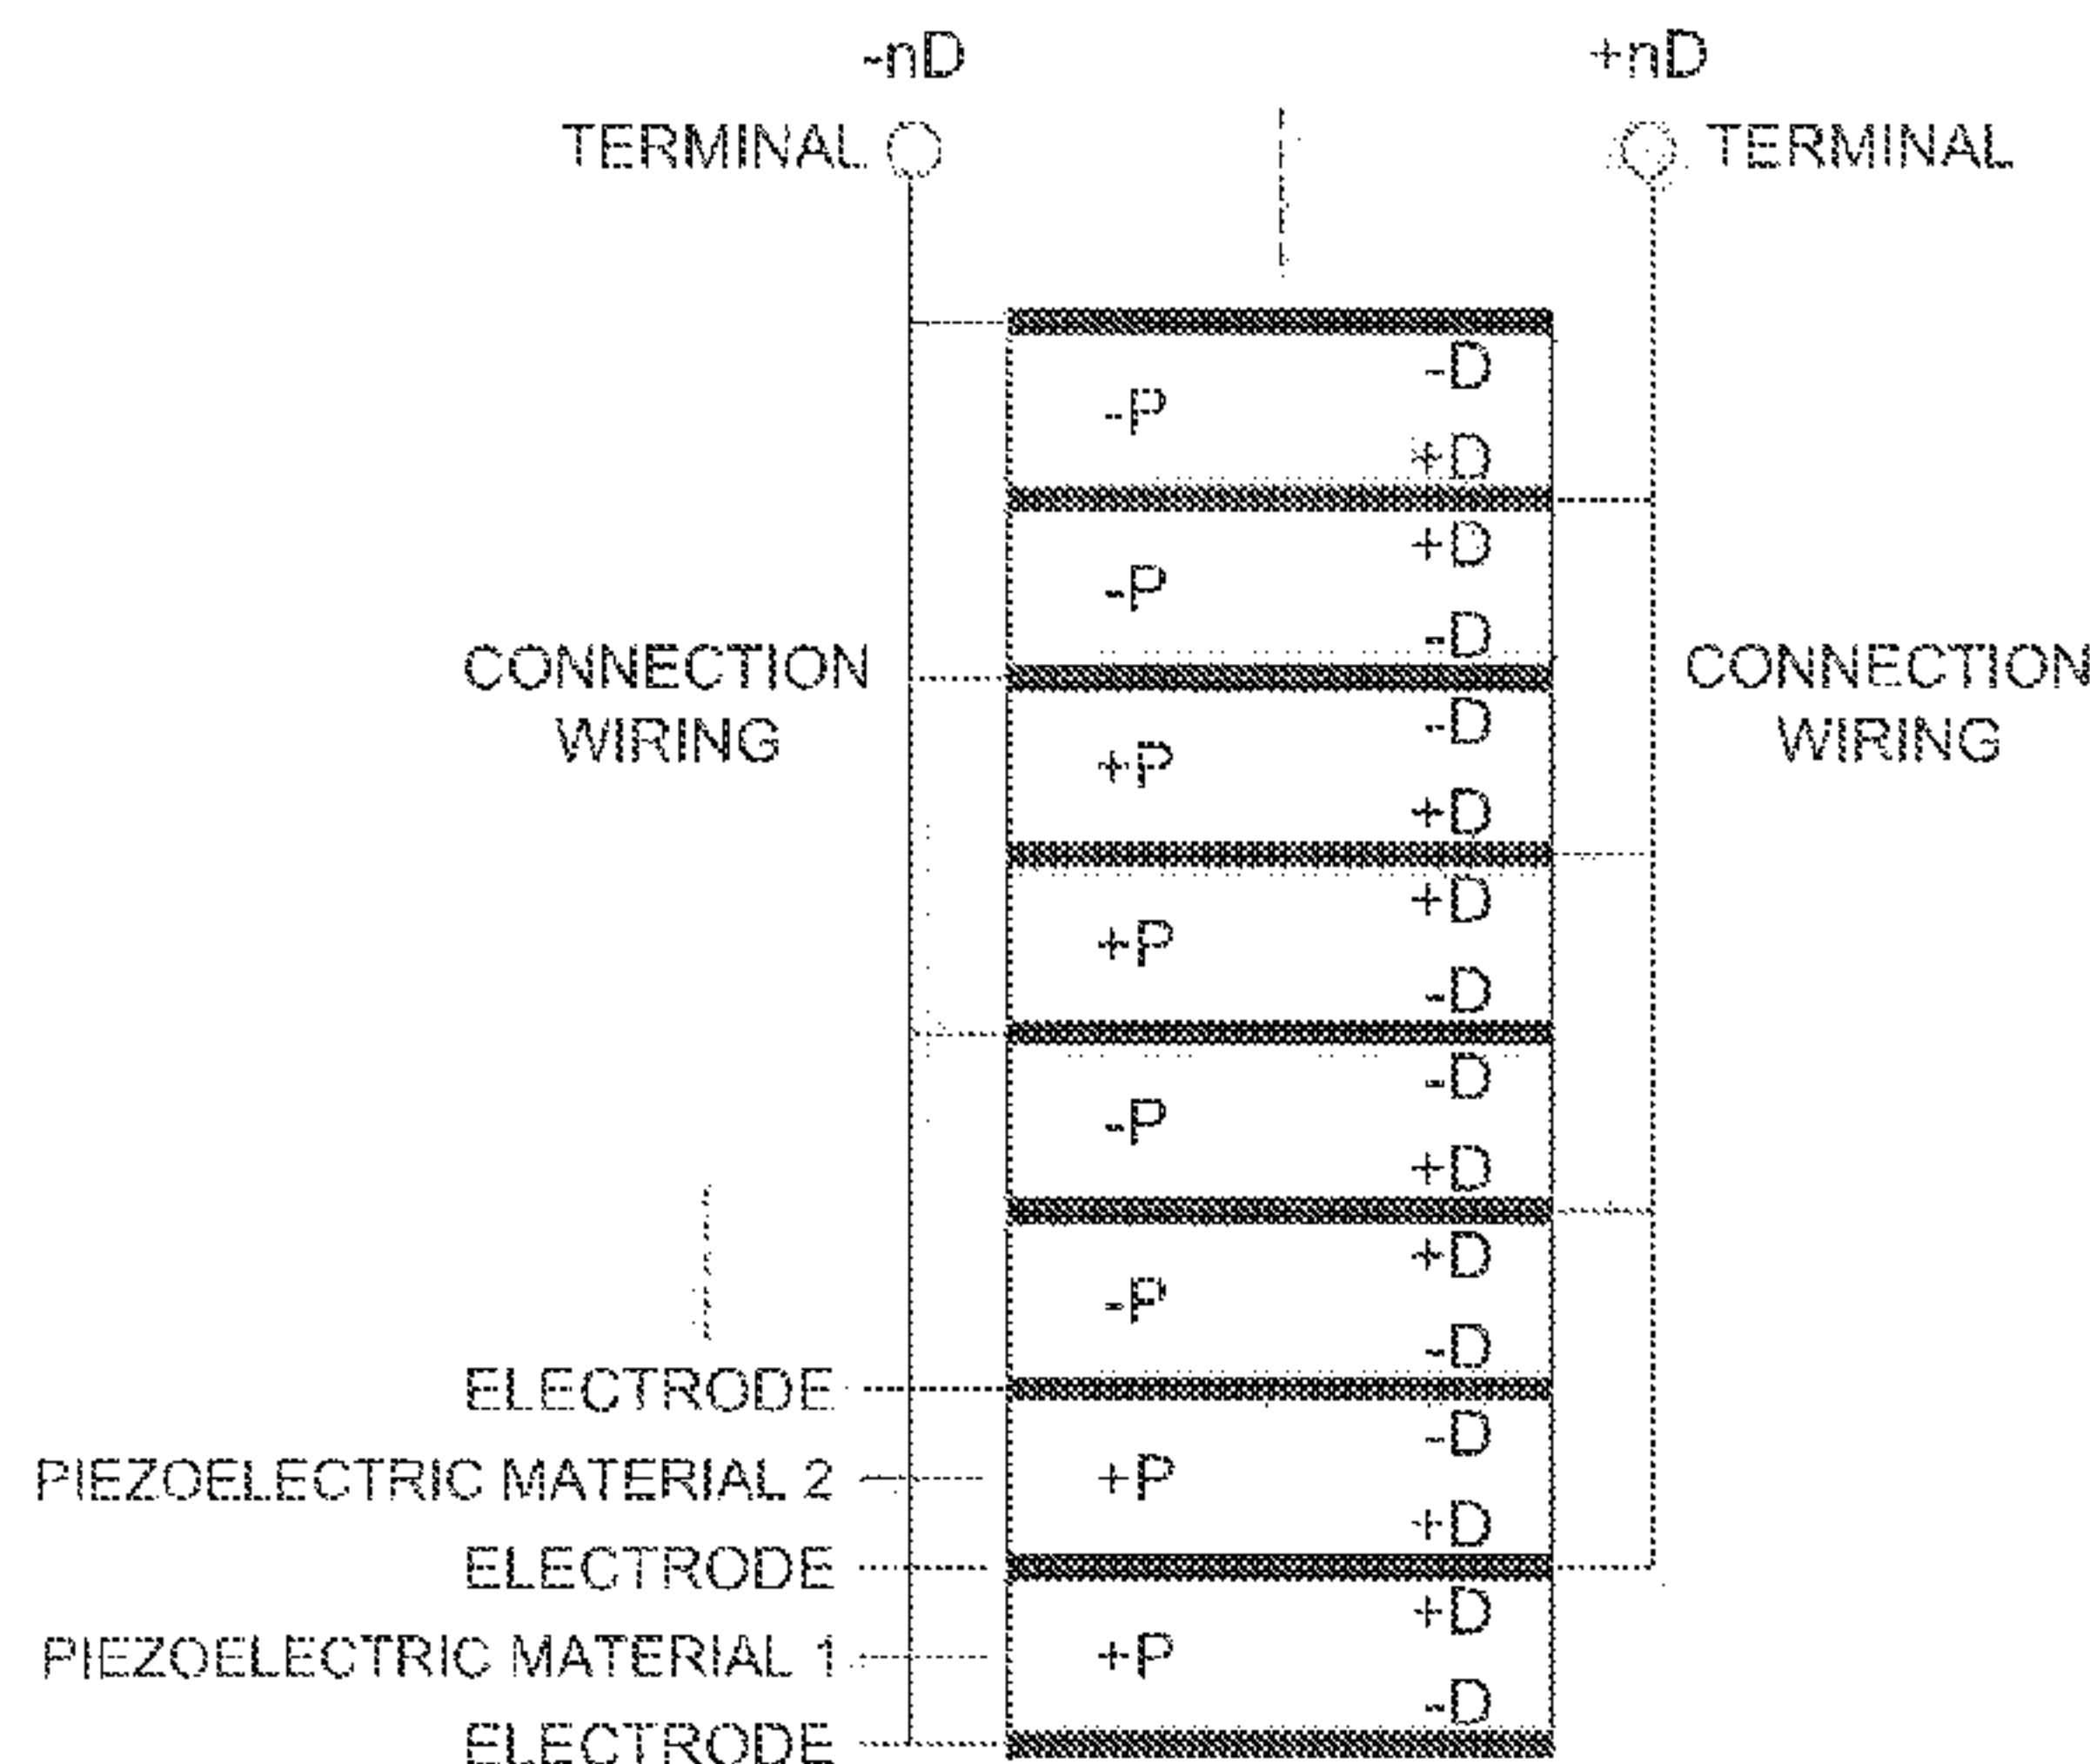 -nD
+nD
TERMINAL
TERMINAL
-D
-P
+D
+D
-P
-D
CONNECTION
WIRING
CONNECTION
WIRING
-D
+P
+D
+D
+P
-D
-D
-P
+D
+D
-P
-D
ELECTRODE
-D
PIEZOELECTRIC MATERIAL 2
+P
+D
ELECTRODE
+D
PIEZOELECTRIC MATERIAL 1
+P
-D
ELECTRODE